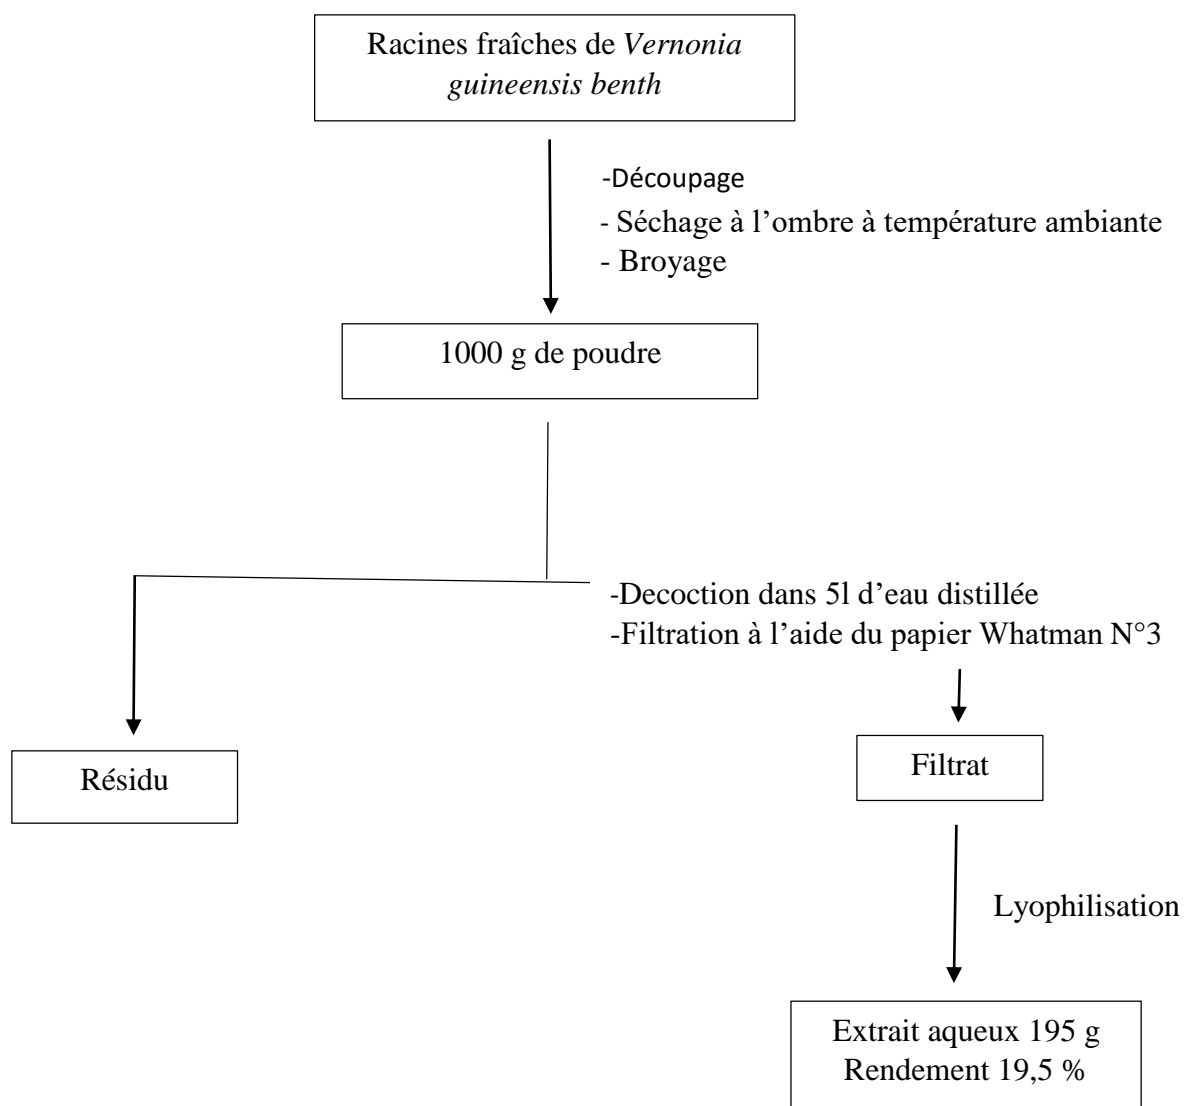 Racines fraîches de Vernonia
guineensis benth
-Découpage
- Séchage à l’ombre à température ambiante
- Broyage
1000 g de poudre
-Decoction dans 5l d’eau distillée
-Filtration à l’aide du papier Whatman N°3
Résidu
Filtrat
Lyophilisation
Extrait aqueux 195 g
Rendement 19,5 %